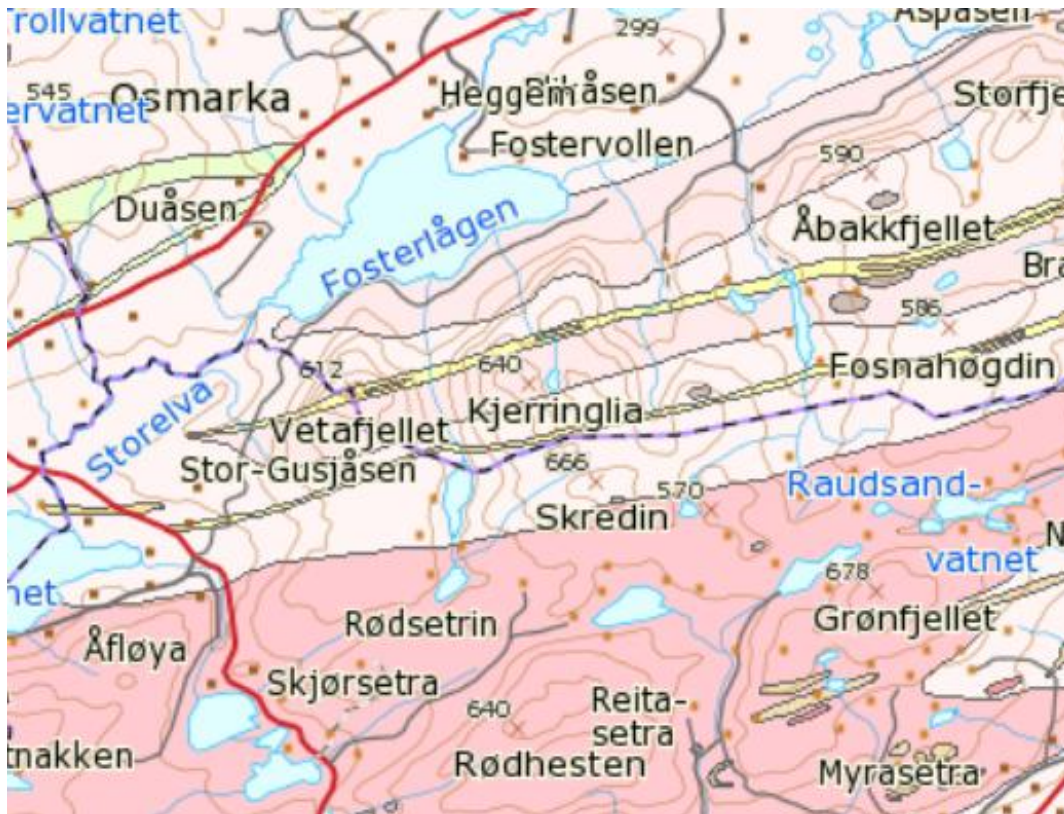 rollvatnet
Aspåsen
299
545
Osmarka
Heggem
åsen
ervatnet
Storfje
Fostervollen
590
Duåsen
Fosterlågen
Åbakkfjellet
Bra
586
612
640
Fosnahøgdin
Storelva
Kjerringlia
Vetafjellet
Stor-Gusjåsen
666
570
Raudsand-
vatnet
Skredin
N
678
net
Grønfjellet
Rødsetrin
Åfløya
Skjørsetra
640
Reita-
setra
tnakken
Rødhesten
Myrasetra